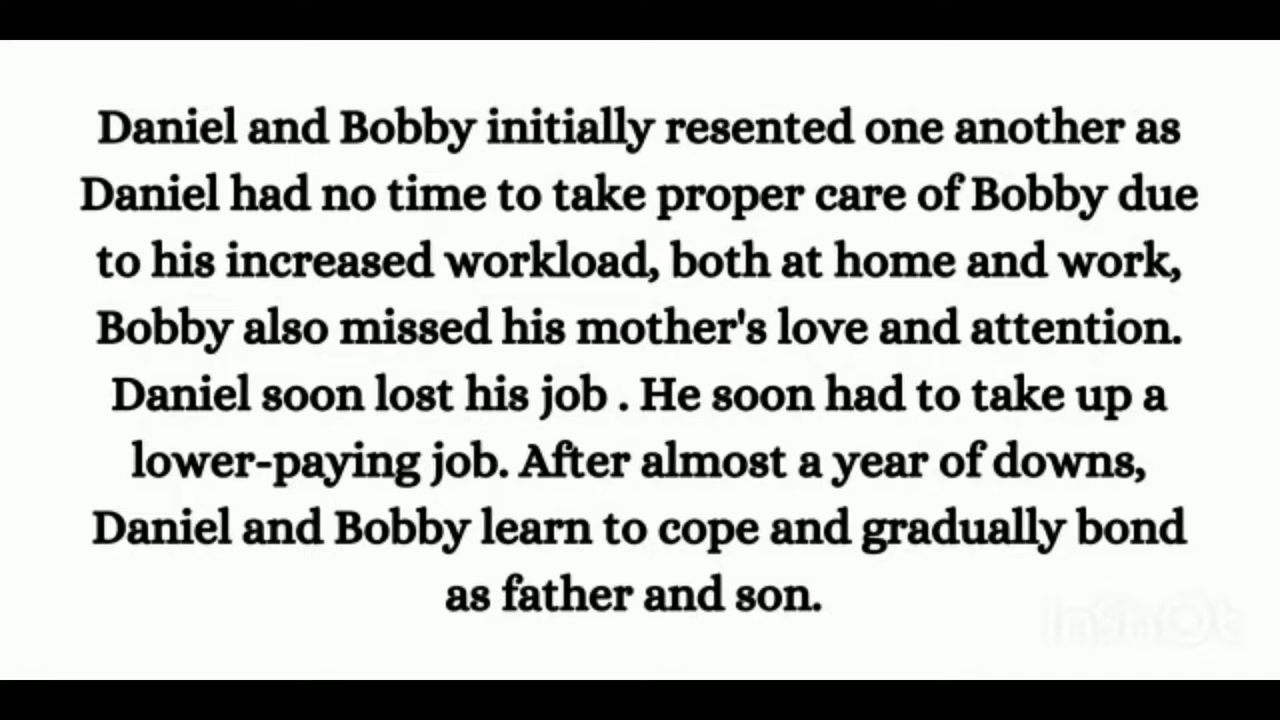 Daniel and Bobby initially resented one another as
Daniel had no time to take proper care of Bobby due
to his increased workload, both at home and work,
Bobby also missed his mother's love and attention.
Daniel soon lost his job . He soon had to take up a
lower-paying job. After almost a year of downs,
Daniel and Bobby learn to cope and gradually bond
as father and son.